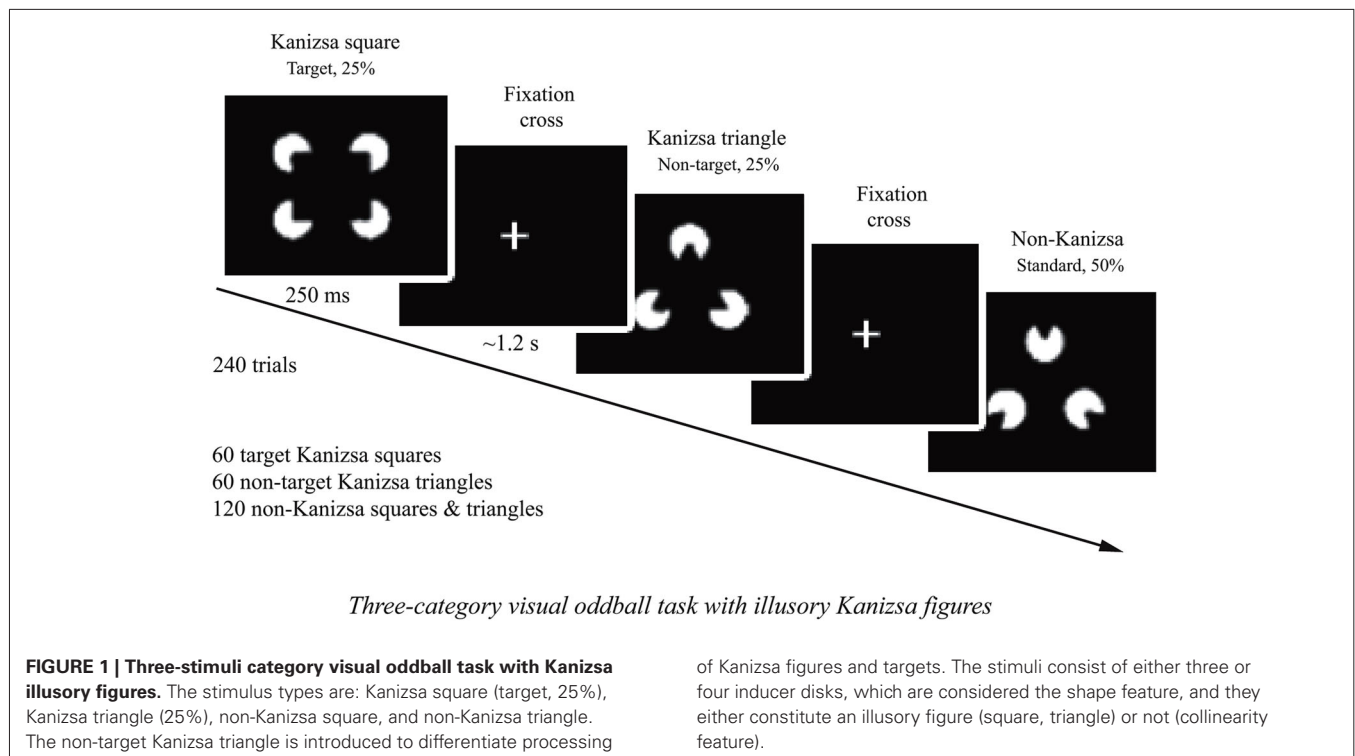 Kanizsa square
Target, 25%
Fixation
cross
Kanizsa triangle
Non-target, 25%
Fixation
cross
Non-Kanizsa
Standard, 50%
250 ms
~1.2 s
240 trials
60 target Kanizsa squares
60 non-target Kanizsa triangles
120 non-Kanizsa squares & triangles
Three-category visual oddball task with illusory Kanizsa figures
FIGURE 1 | Three-stimuli category visual oddball task with Kanizsa
illusory figures. The stimulus types are: Kanizsa square (target, 25%),
Kanizsa triangle (25%), non-Kanizsa square, and non-Kanizsa triangle.
The non-target Kanizsa triangle is introduced to differentiate processing
of Kanizsa figures and targets. The stimuli consist of either three or
four inducer disks, which are considered the shape feature, and they
either constitute an illusory figure (square, triangle) or not (collinearity
feature).